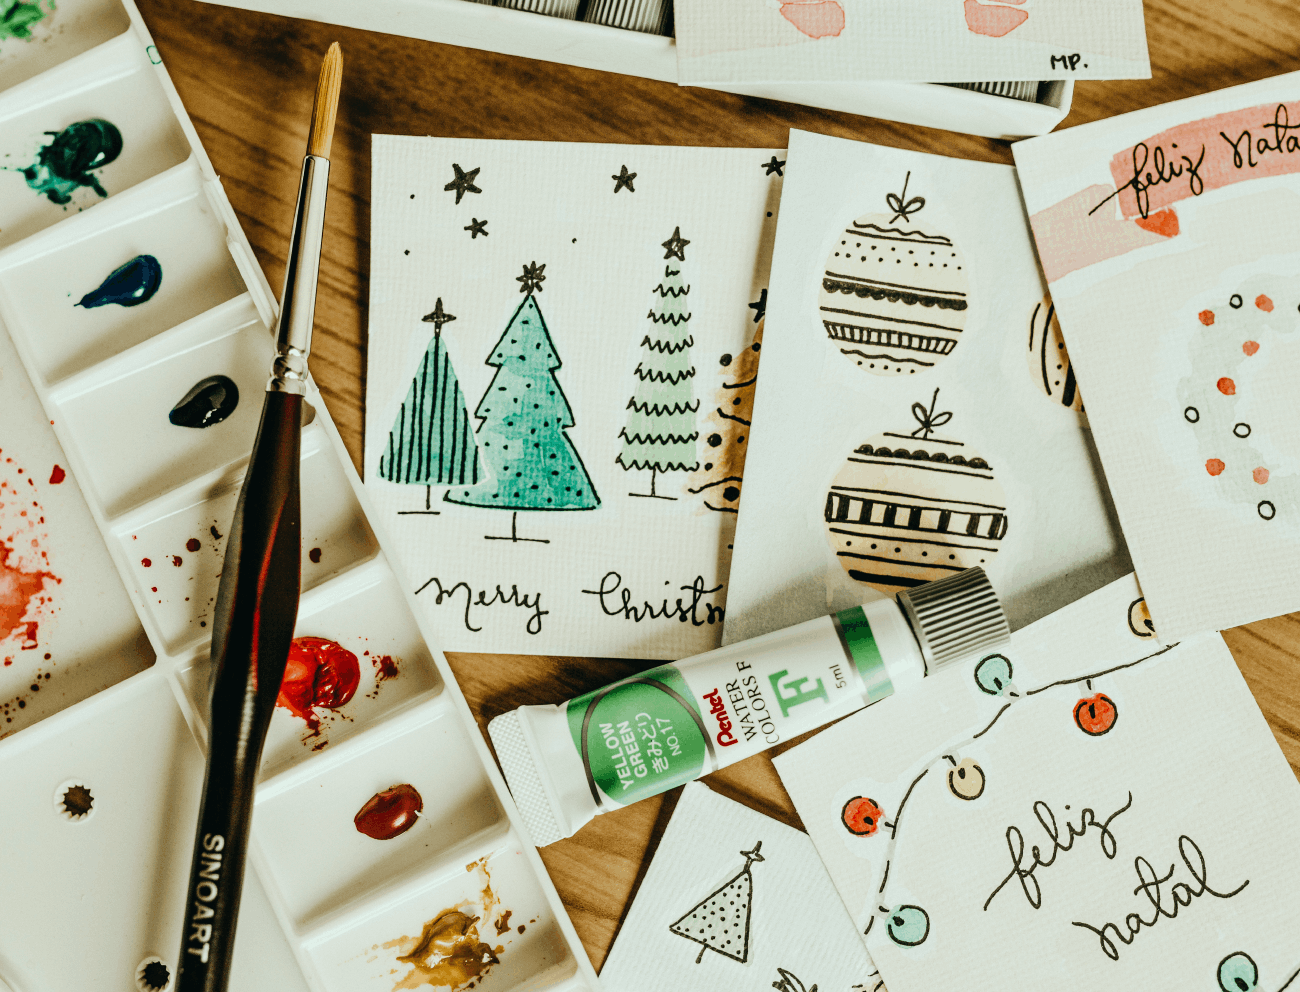 MP.
feliz Nata
Merry Christm
Pentel
WATER
COLORS F
E
5ml
YELLOW
GREEN
きみどり
NO.17
SINOART
feliz
natal